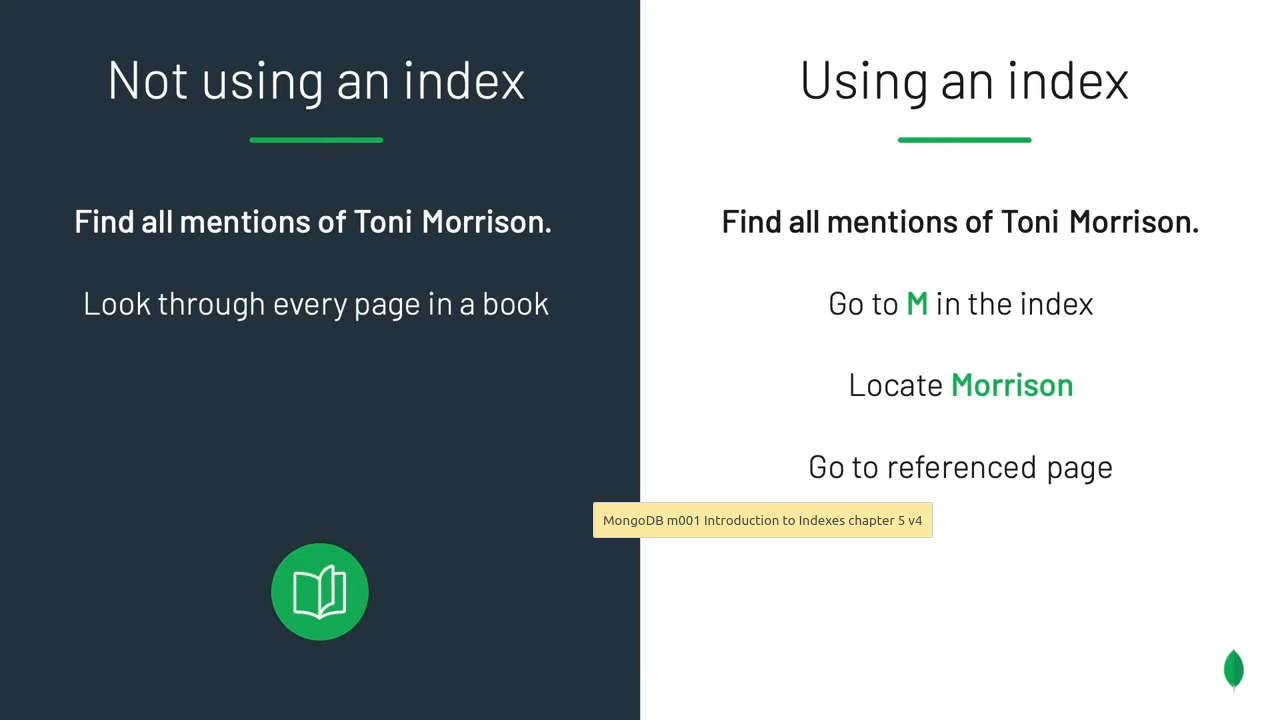 Not using an index
Find all mentions of Toni Morrison.
Look through every page in a book
Using an index
Find all mentions of Toni Morrison.
Go to M in the index
Locate Morrison
Go to referenced page
MongoDB m001 Introduction to Indexes chapter 5 v4